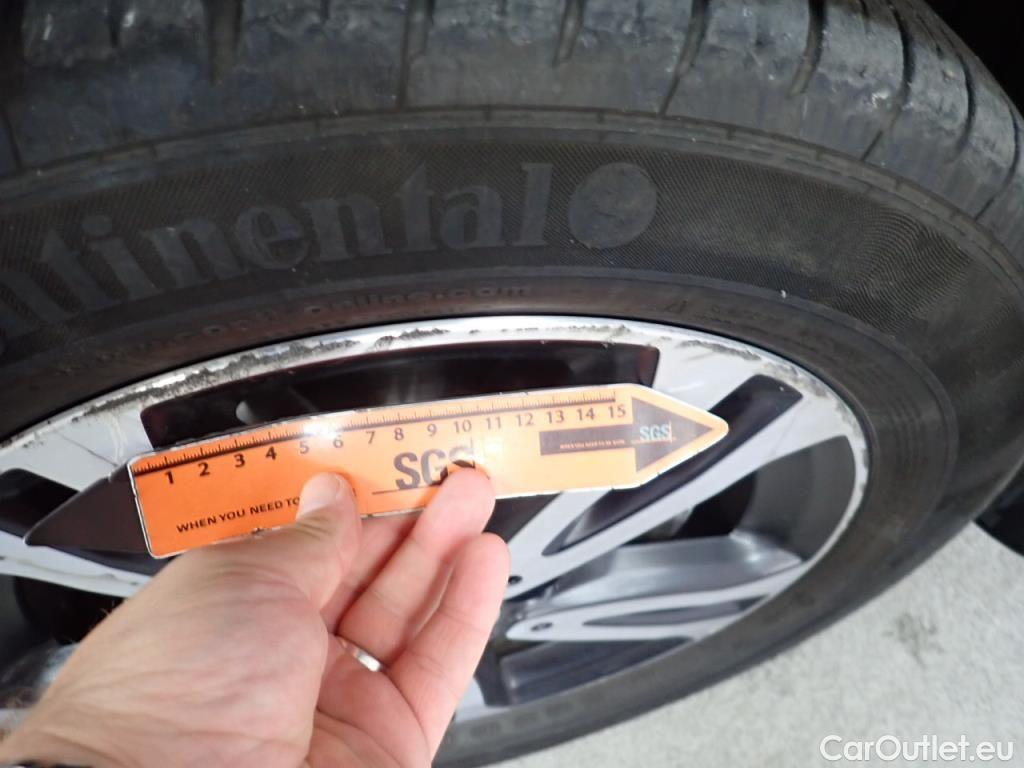 ntinental
1 2 3 4 5 6 7 8 9 10 11 12 13 14 15
SGS
WHEN YOU NEED TO
SGS
CarOutlet.eu